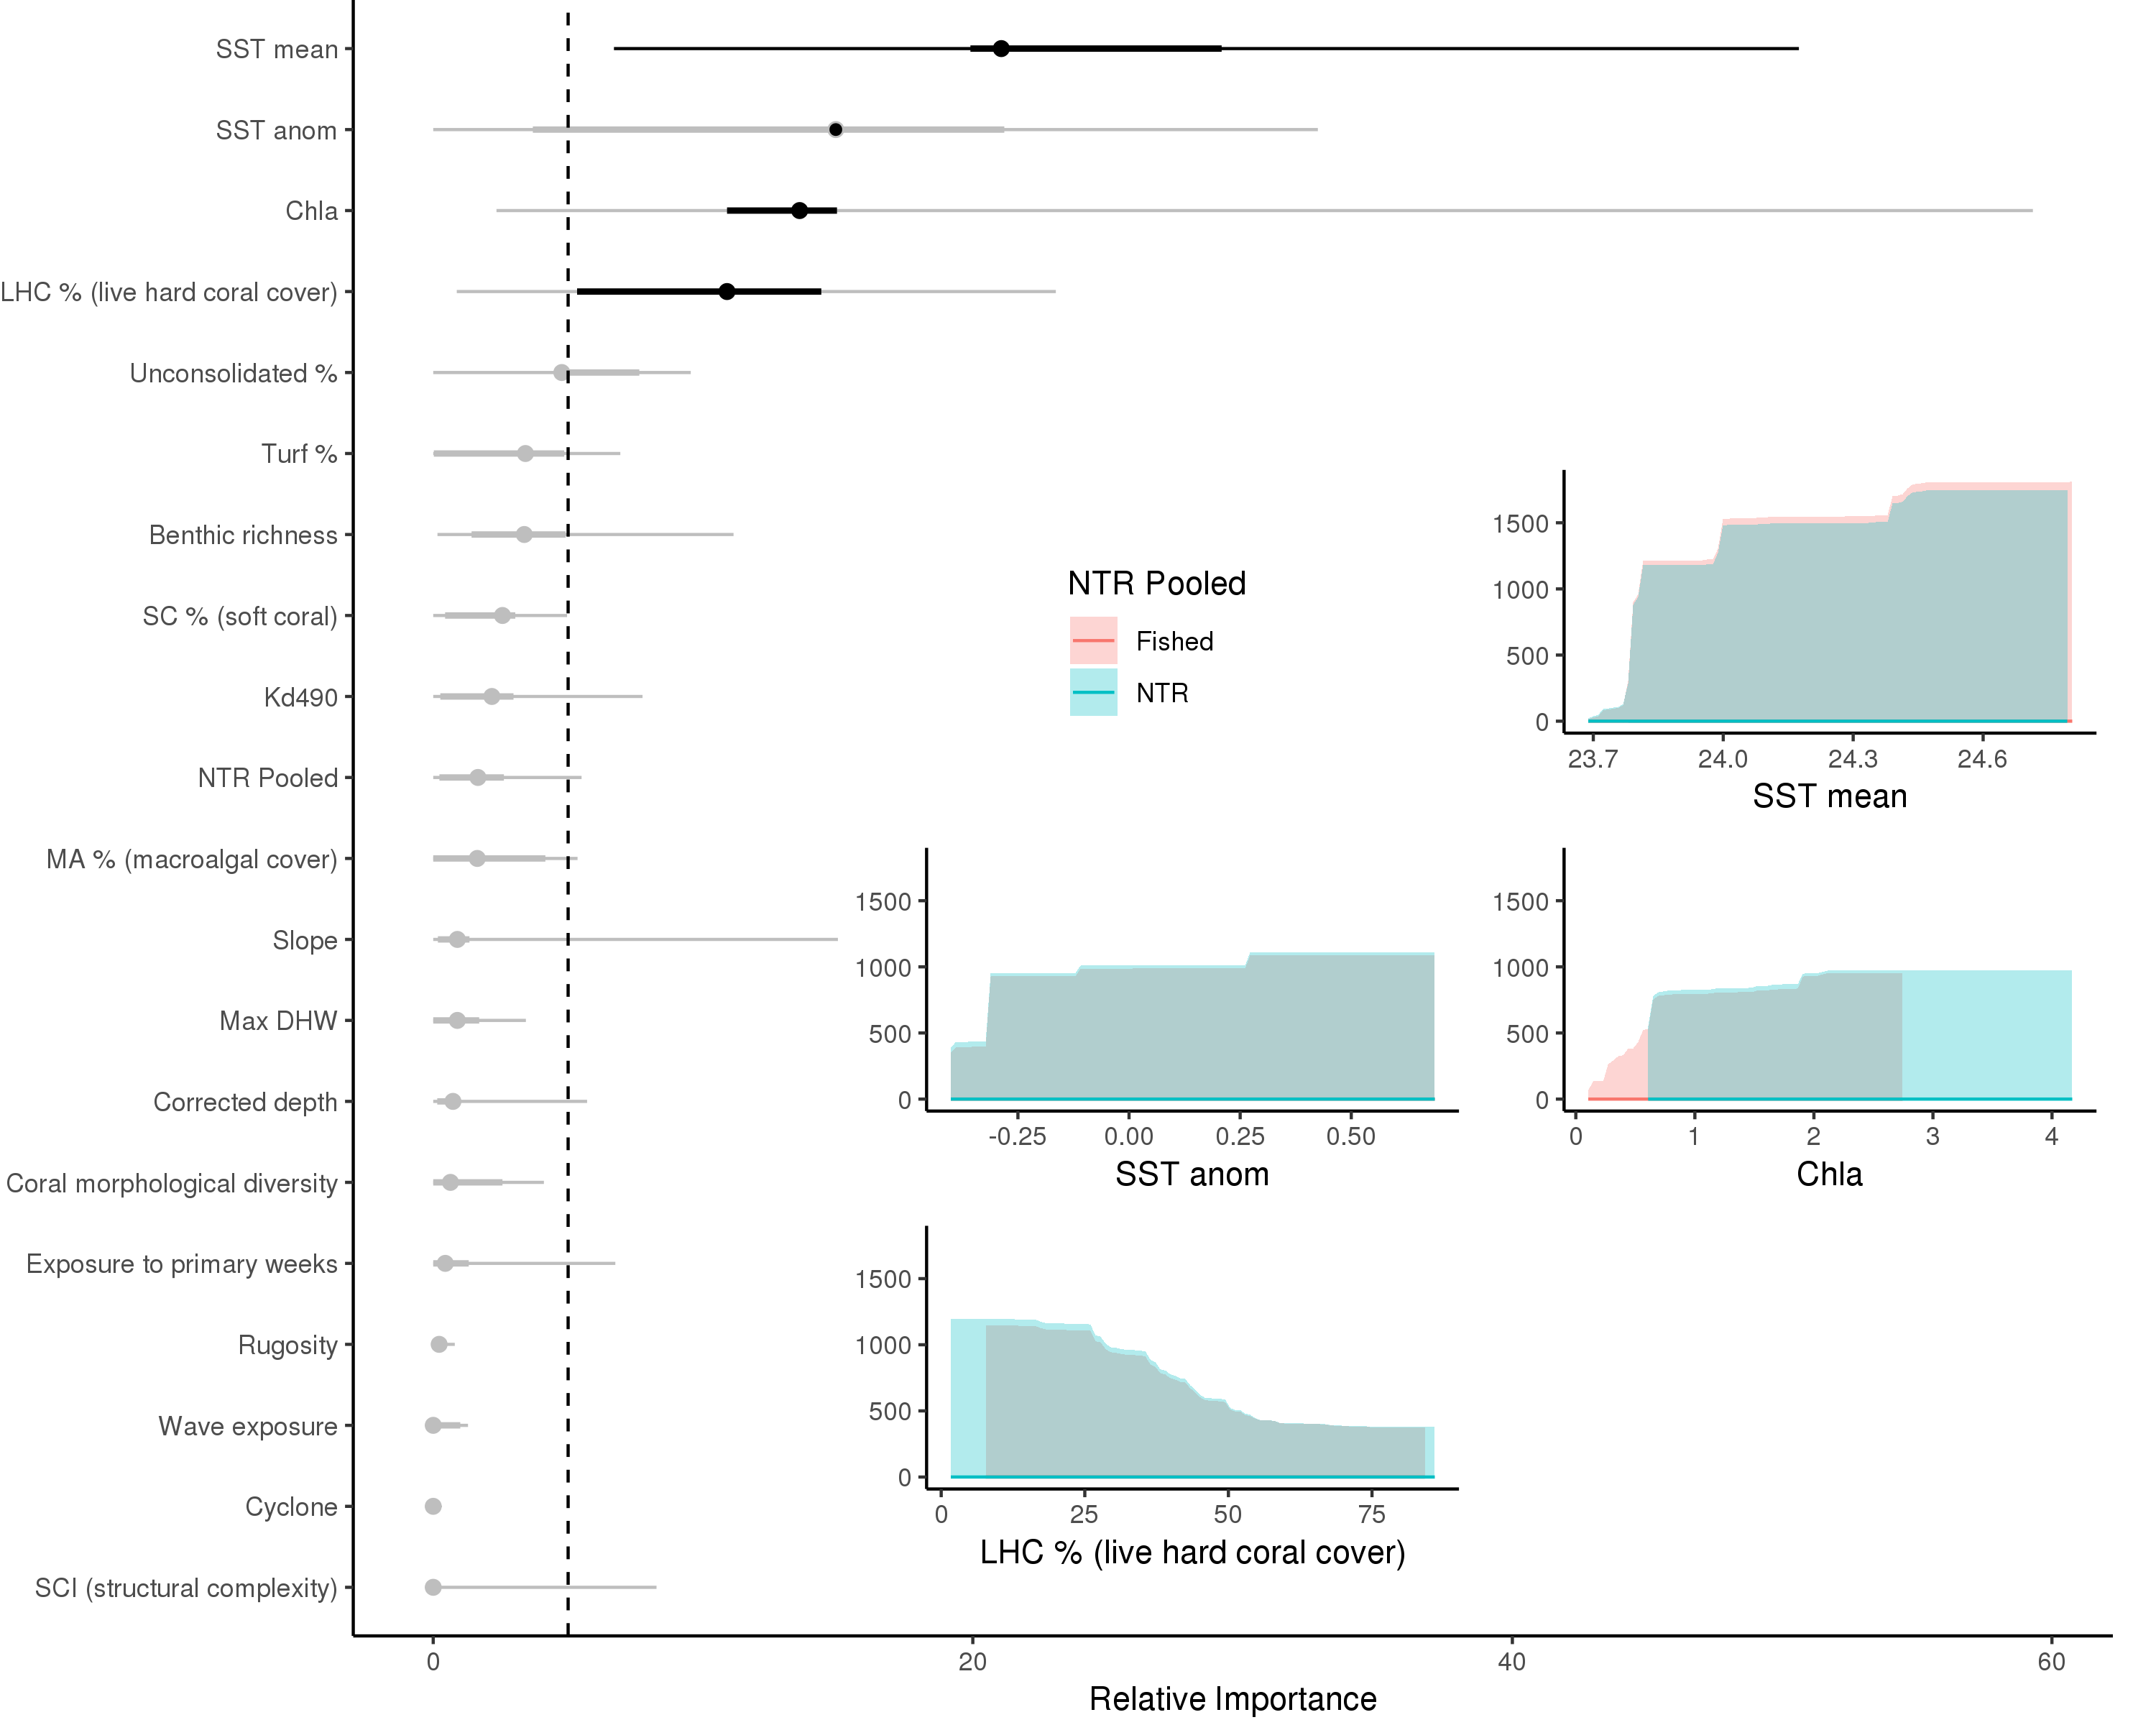 SST mean
SST anom
Chla
LHC % (live hard coral cover)
Unconsolidated %
Turf %
Benthic richness
SC % (soft coral)
Kd490
NTR Pooled
MA % (macroalgal cover)
Slope
Max DHW
Corrected depth
Coral morphological diversity
Exposure to primary weeks
Rugosity
Wave exposure
Cyclone
SCI (structural complexity)
0 20 40 60
Relative Importance
NTR Pooled
Fished
NTR
1500
1000
500
0
23.7 24.0 24.3 24.6
SST mean
1500
1000
500
0
-0.25 0.00 0.25 0.50
SST anom
1500
1000
500
0
0 1 2 3 4
Chla
1500
1000
500
0
0 25 50 75
LHC % (live hard coral cover)